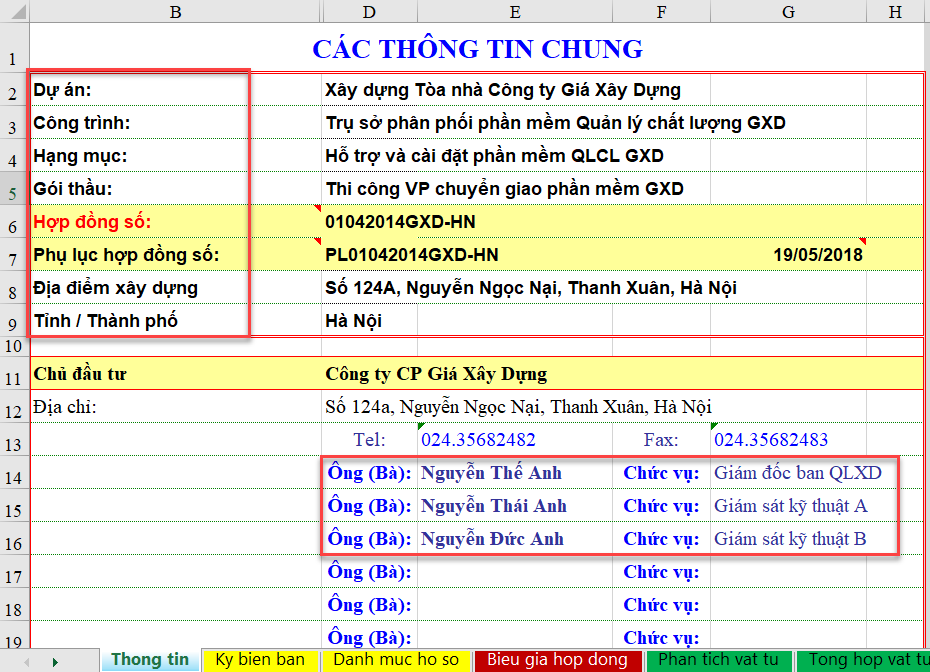 B D E F G H
1 CÁC THÔNG TIN CHUNG
2 Dự án: Xây dựng Tòa nhà Công ty Giá Xây Dựng
3 Công trình: Trụ sở phân phối phần mềm Quản lý chất lượng GXD
4 Hạng mục: Hỗ trợ và cài đặt phần mềm QLCL GXD
5 Gói thầu: Thi công VP chuyển giao phần mềm GXD
6 Hợp đồng số: 01042014GXD-HN
7 Phụ lục hợp đồng số: PL01042014GXD-HN 19/05/2018
8 Địa điểm xây dựng Số 124A, Nguyễn Ngọc Nại, Thanh Xuân, Hà Nội
9 Tỉnh / Thành phố Hà Nội
10
11 Chủ đầu tư Công ty CP Giá Xây Dựng
12 Địa chỉ: Số 124a, Nguyễn Ngọc Nại, Thanh Xuân, Hà Nội
13 Tel: 024.35682482 Fax: 024.35682483
14 Ông (Bà): Nguyễn Thế Anh Chức vụ: Giám đốc ban QLXD
15 Ông (Bà): Nguyễn Thái Anh Chức vụ: Giám sát kỹ thuật A
16 Ông (Bà): Nguyễn Đức Anh Chức vụ: Giám sát kỹ thuật B
17 Ông (Bà): Chức vụ:
18 Ông (Bà): Chức vụ:
19 Ông (Bà): Chức vụ:
Thong tin Ky bien ban Danh muc ho so Bieu gia hop dong Phan tich vat tu Tong hop vat tu